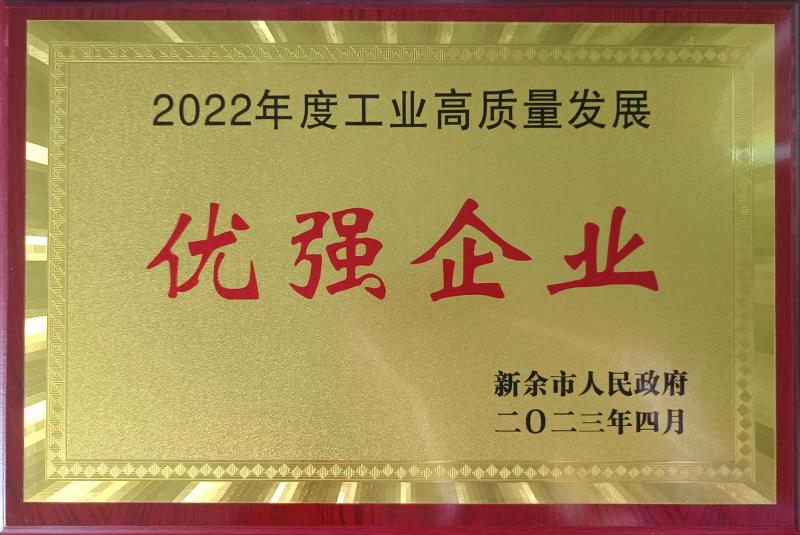 2022年度工业高质量发展
优强企业
新余市人民政府
二〇二三年四月